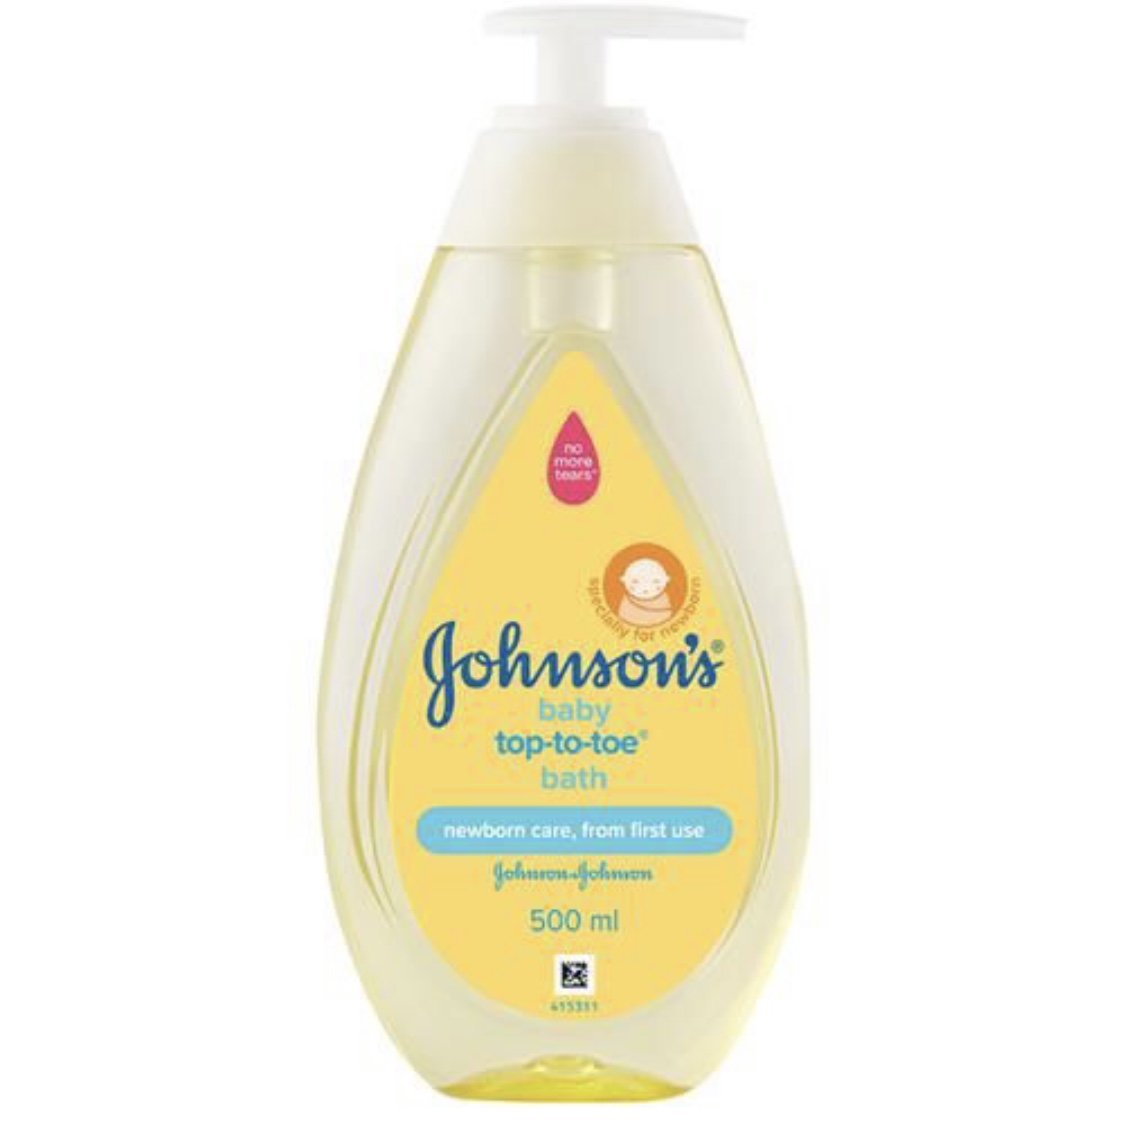 no
more
tears®
specially for newborn
Johnson's®
baby
top-to-toe®
bath
newborn care, from first use
Johnson&Johnson
500 ml
415311